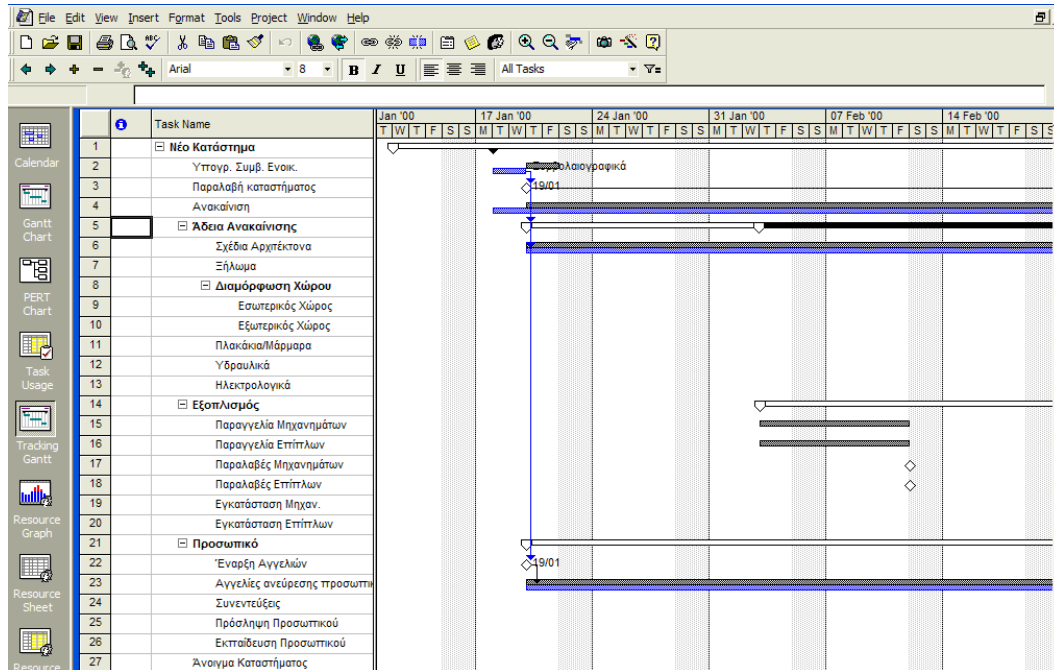 File Edit View Insert Format Tools Project Window Help
Arial 8 B I U All Tasks
Task Name
Jan '00 17 Jan '00 24 Jan '00 31 Jan '00 07 Feb '00 14 Feb '00
T W T F S S M T W T F S S M T W T F S S M T W T F S S M T W T F S S M T W T F S S
Calendar
Gantt Chart
PERT Chart
Task Usage
Tracking Gantt
Resource Graph
Resource Sheet
Resource
1 Νέο Κατάστημα
2 Υπογρ. Συμβ. Ενοικ. Συμβολαιογραφικά
3 Παραλαβή καταστήματος 19/01
4 Ανακαίνιση
5 Άδεια Ανακαίνισης
6 Σχέδια Αρχιτέκτονα
7 Ξήλωμα
8 Διαμόρφωση Χώρου
9 Εσωτερικός Χώρος
10 Εξωτερικός Χώρος
11 Πλακάκια/Μάρμαρα
12 Υδραυλικά
13 Ηλεκτρολογικά
14 Εξοπλισμός
15 Παραγγελία Μηχανημάτων
16 Παραγγελία Επίπλων
17 Παραλαβές Μηχανημάτων
18 Παραλαβές Επίπλων
19 Εγκατάσταση Μηχαν.
20 Εγκατάσταση Επίπλων
21 Προσωπικό
22 Έναρξη Αγγελιών 19/01
23 Αγγελίες ανεύρεσης προσωπικ
24 Συνεντεύξεις
25 Πρόσληψη Προσωπικού
26 Εκπαίδευση Προσωπικού
27 Άνοιγμα Καταστήματος